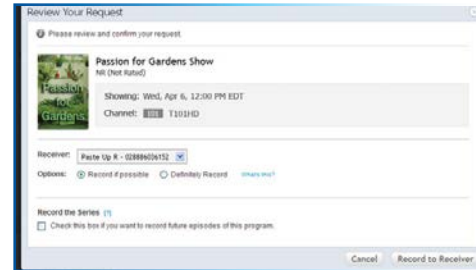 Review Your Request
Please review and confirm your request.
Passion for Gardens Show
NR (Not Rated)
Passion
for
Gardens
Showing: Wed, Apr 6, 12:00 PM EDT
Channel: T101HD
Receiver: Paste Up R -
Options: Record if possible Definitely Record What's this?
Record the Series [?]
Check this box if you want to record future episodes of this program.
Cancel Record to Receiver